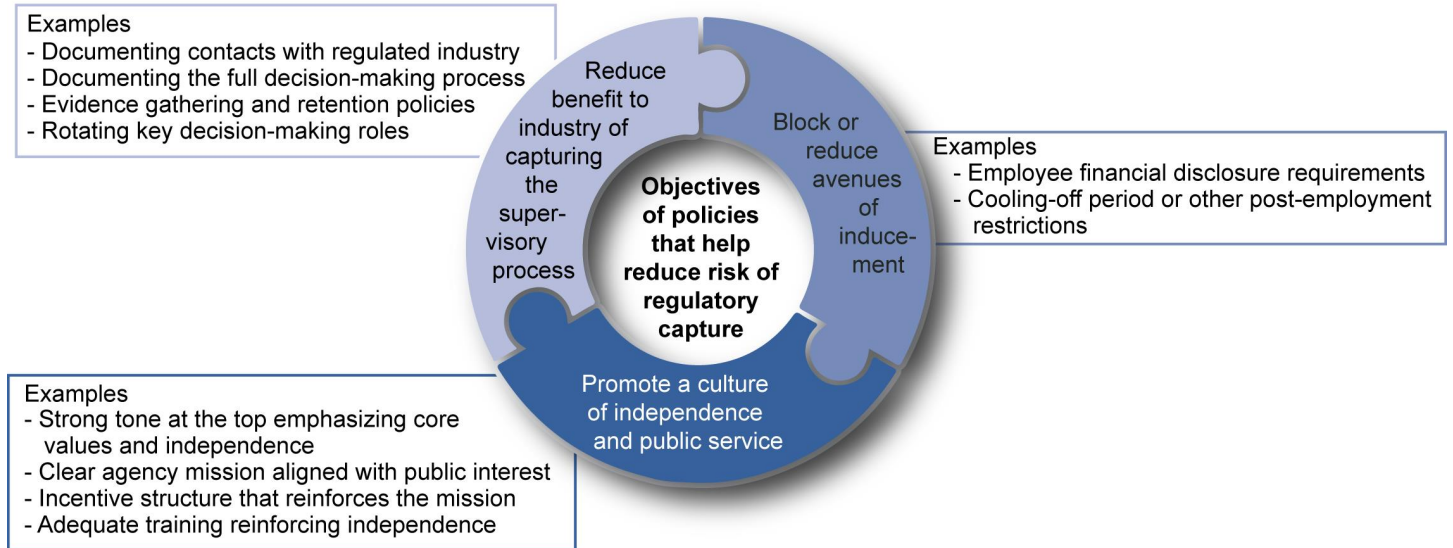 Examples
- Documenting contacts with regulated industry
- Documenting the full decision-making process
- Evidence gathering and retention policies
- Rotating key decision-making roles
Reduce
benefit to
industry of
capturing
the
super-
visory
process
Block or
reduce
avenues
of
induce-
ment
Examples
- Employee financial disclosure requirements
- Cooling-off period or other post-employment
restrictions
Objectives
of policies
that help
reduce risk of
regulatory
capture
Promote a culture
of independence
and public service
Examples
- Strong tone at the top emphasizing core
values and independence
- Clear agency mission aligned with public interest
- Incentive structure that reinforces the mission
- Adequate training reinforcing independence